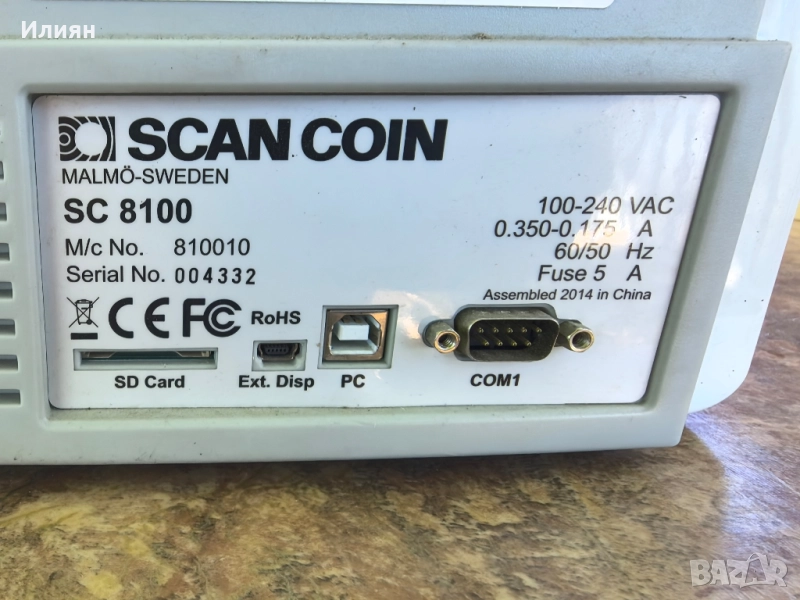 Илиян
SCAN COIN
MALMÖ-SWEDEN
SC 8100
M/c No. 810010
Serial No. 004332
100-240 VAC
0.350-0.175 A
60/50 Hz
Fuse 5 A
Assembled 2014 in China
CE FC RoHS
SD Card
Ext. Disp
PC
COM1
BAZAR